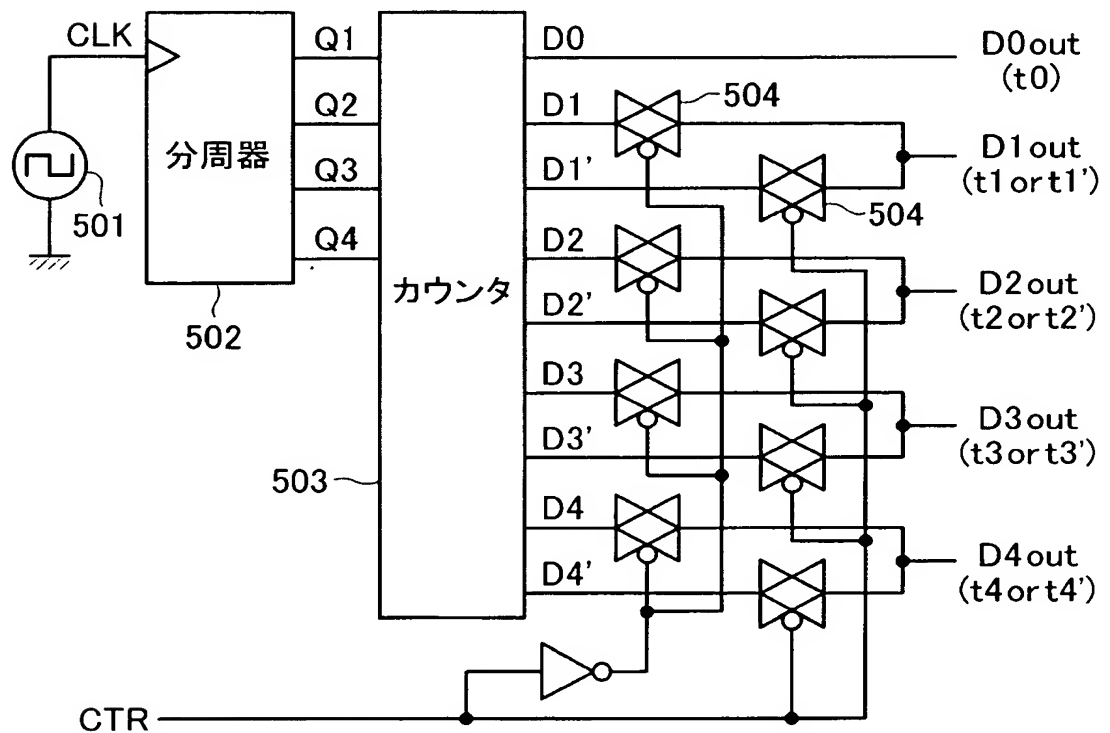 CLK
501
分周器
502
Q1
Q2
Q3
Q4
カウンタ
503
D0
D1
D1'
D2
D2'
D3
D3'
D4
D4'
504
504
D0out
(t0)
D1out
(t1ort1')
D2out
(t2ort2')
D3out
(t3ort3')
D4out
(t4ort4')
CTR